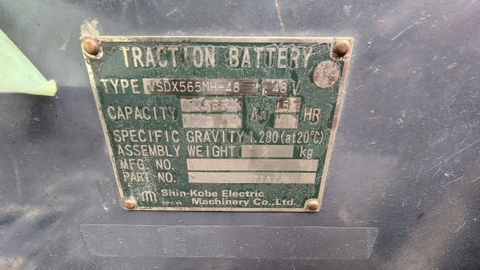 TRACTION BATTERY
TYPE VSDX565MH-48 48 V
CAPACITY 565 Ah 5 HR
SPECIFIC GRAVITY 1.280 (at 20°C)
ASSEMBLY WEIGHT kg
MFG. NO.
PART NO.
Shin-Kobe Electric
Machinery Co., Ltd.